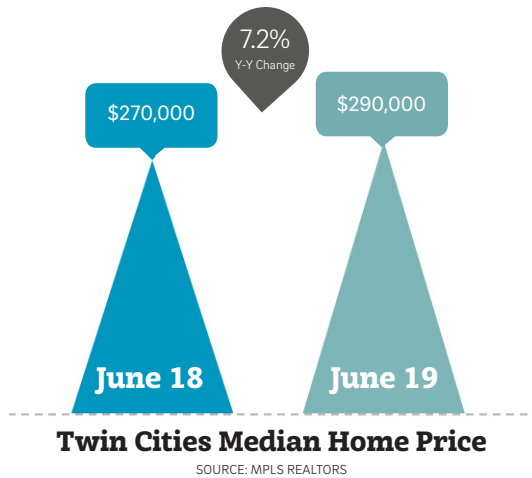 7.2%
Y-Y Change
$270,000
$290,000
June 18
June 19
Twin Cities Median Home Price
SOURCE: MPLS REALTORS